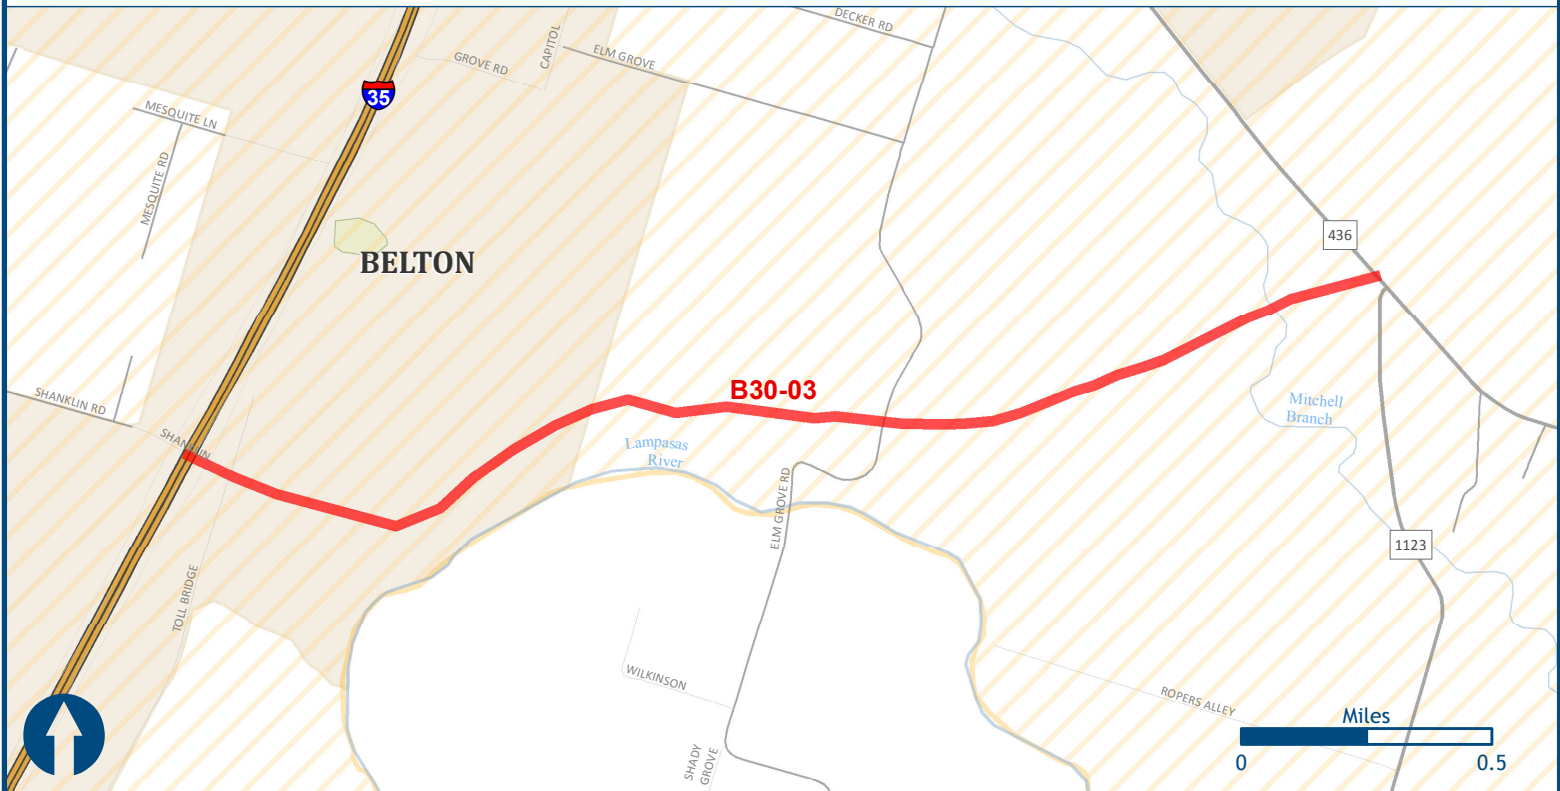 DECKER RD
CAPITOL
GROVE RD
ELM GROVE
35
MESQUITE LN
MESQUITE RD
436
BELTON
B30-03
SHANKLIN RD
SHANKLIN
Mitchell
Branch
Lampasas
River
ELM GROVE RD
1123
TOLL BRIDGE
WILKINSON
ROPERS ALLEY
SHADY
GROVE
Miles
0
0.5